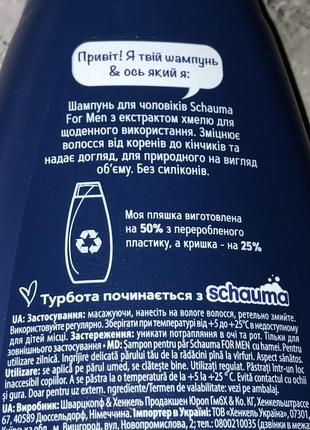 Привіт! Я твій шампунь
& ось який я:
Шампунь для чоловіків Schauma
For Men з екстрактом хмелю для
щоденного використання. Зміцнює
волосся від коренів до кінчиків та
надає догляд, для природного на вигляд
об'єму. Без силіконів.
Моя пляшка виготовлена
на 50% з переробленого
пластику, а кришка - на 25%
Турбота починається з schauma
UA: Застосування: масажуючи, нанесіть на вологе волосся, ретельно змийте.
Використовуйте регулярно. Зберігати при температурі від +5 до +25°C в недоступному
для дітей місці. Застереження: уникати потрапляння в очі та рот. Тільки для
зовнішнього застосування • MD: Șampon pentru păr Schauma FOR MEN cu hamei. Pentru
utilizare zilnică. Îngrijire delicată părului tău de la rădăcini până la vârfuri. Aspect sănătos.
Utilizare: se aplică pe părul umed, se clătește bine. Utilizați regulat. Păstrați într-un loc
inaccesibil copiilor. A se păstra la o temperatură de la +5 la +25°C. Evitați contactul cu ochii
și gura. Doar pentru uz extern. Ingrediente/termen de valabilitate: vezi pe ambalaj.
UA: Виробник: Шварцкопф & Хенкель Продакшен Юроп ГмбХ & Ко. КГ, Хенкельштрассе
67, 40589, Дюссельдорф, Німеччина. Імпортер в Україні: ТОВ «Хенкель Україна», 07301,